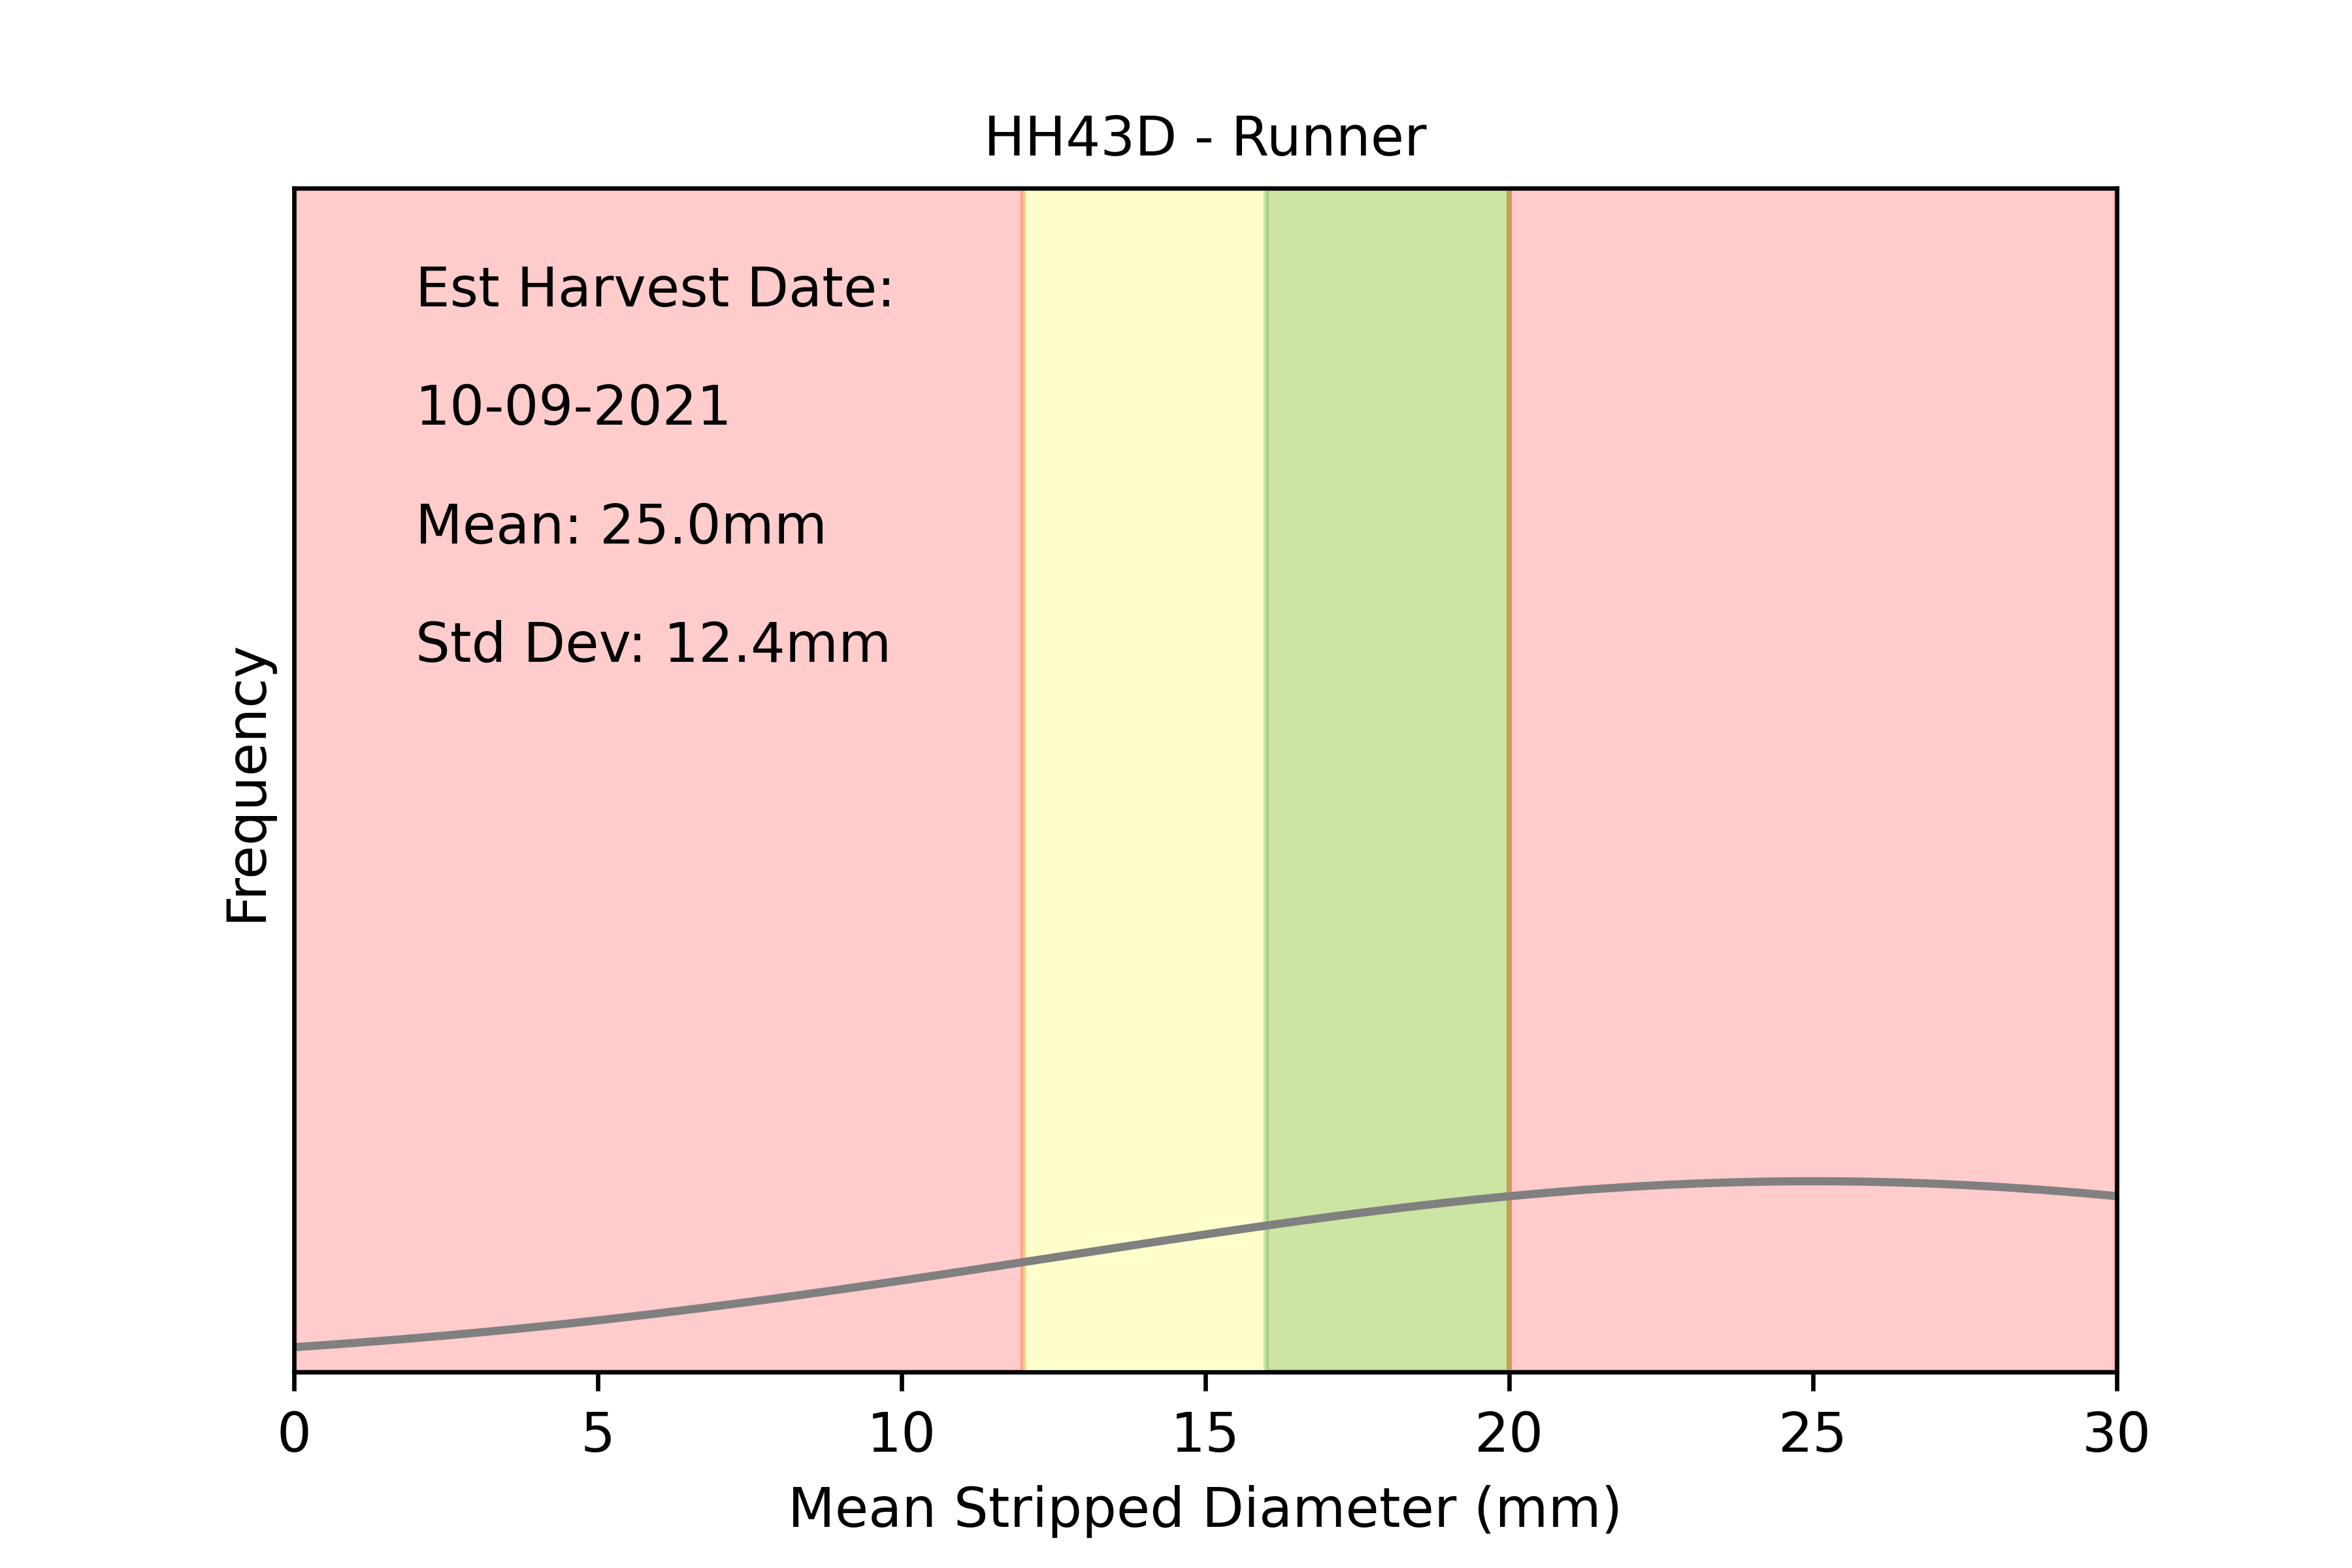 HH43D - Runner
Est Harvest Date:
10-09-2021
Mean: 25.0mm
Std Dev: 12.4mm
Frequency
0 5 10 15 20 25 30
Mean Stripped Diameter (mm)